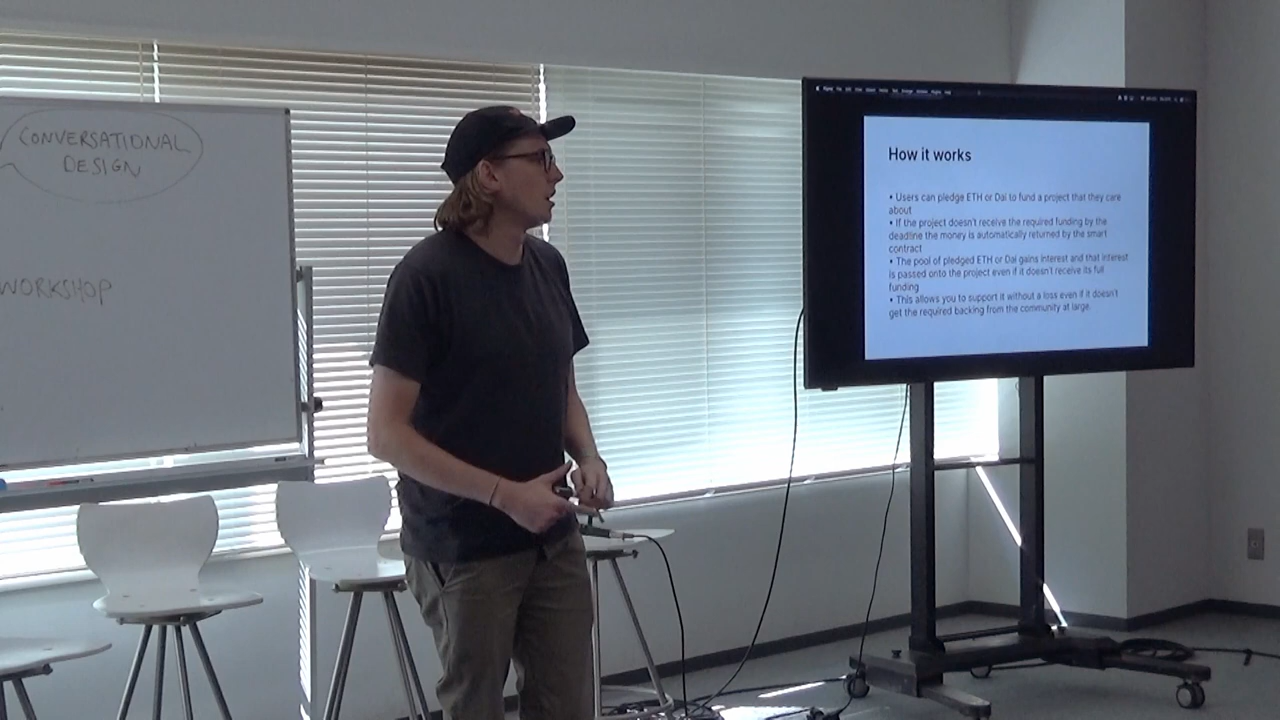 CONVERSATIONAL
DESIGN
WORKSHOP
How it works
• Users can pledge ETH or Dai to fund a project that they care
about
• If the project doesn't receive the required funding by the
deadline the money is automatically returned by the smart
contract
• The pool of pledged ETH or Dai gains interest and that interest
is passed onto the project even if it doesn't receive its full
funding
• This allows you to support it without a loss even if it doesn't
get the required backing from the community at large.